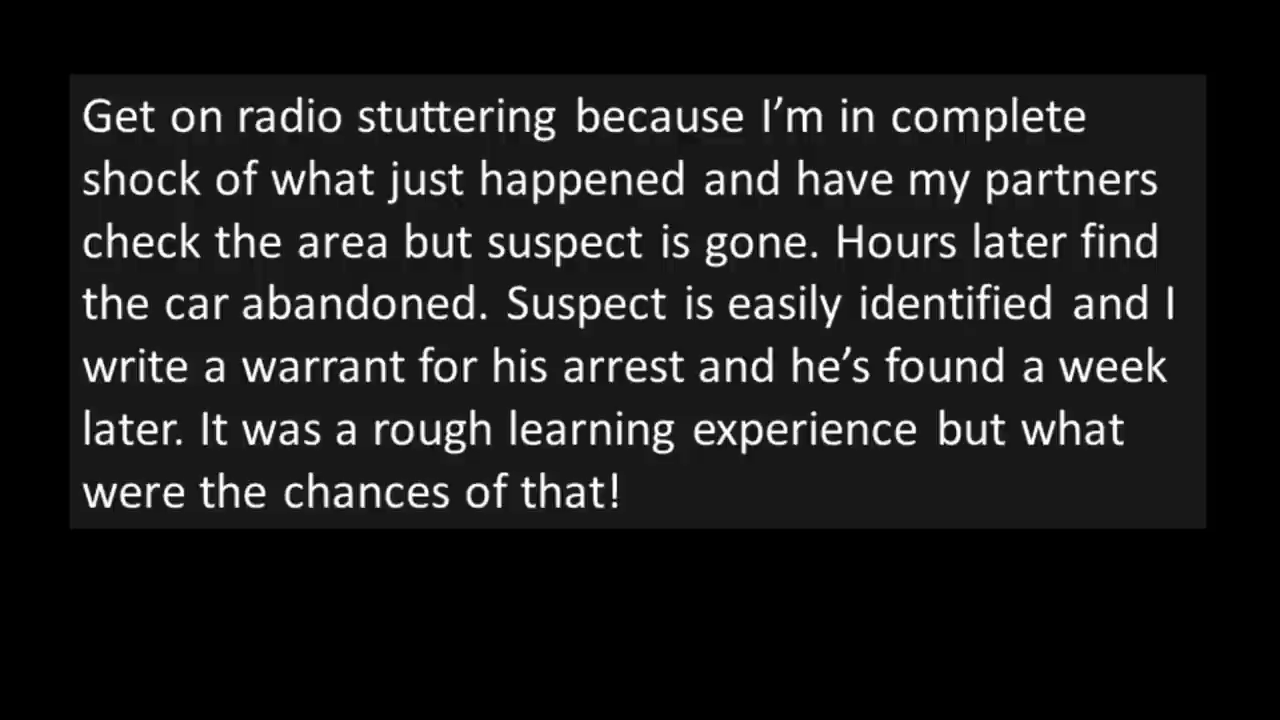 Get on radio stuttering because I’m in complete
shock of what just happened and have my partners
check the area but suspect is gone. Hours later find
the car abandoned. Suspect is easily identified and I
write a warrant for his arrest and he’s found a week
later. It was a rough learning experience but what
were the chances of that!